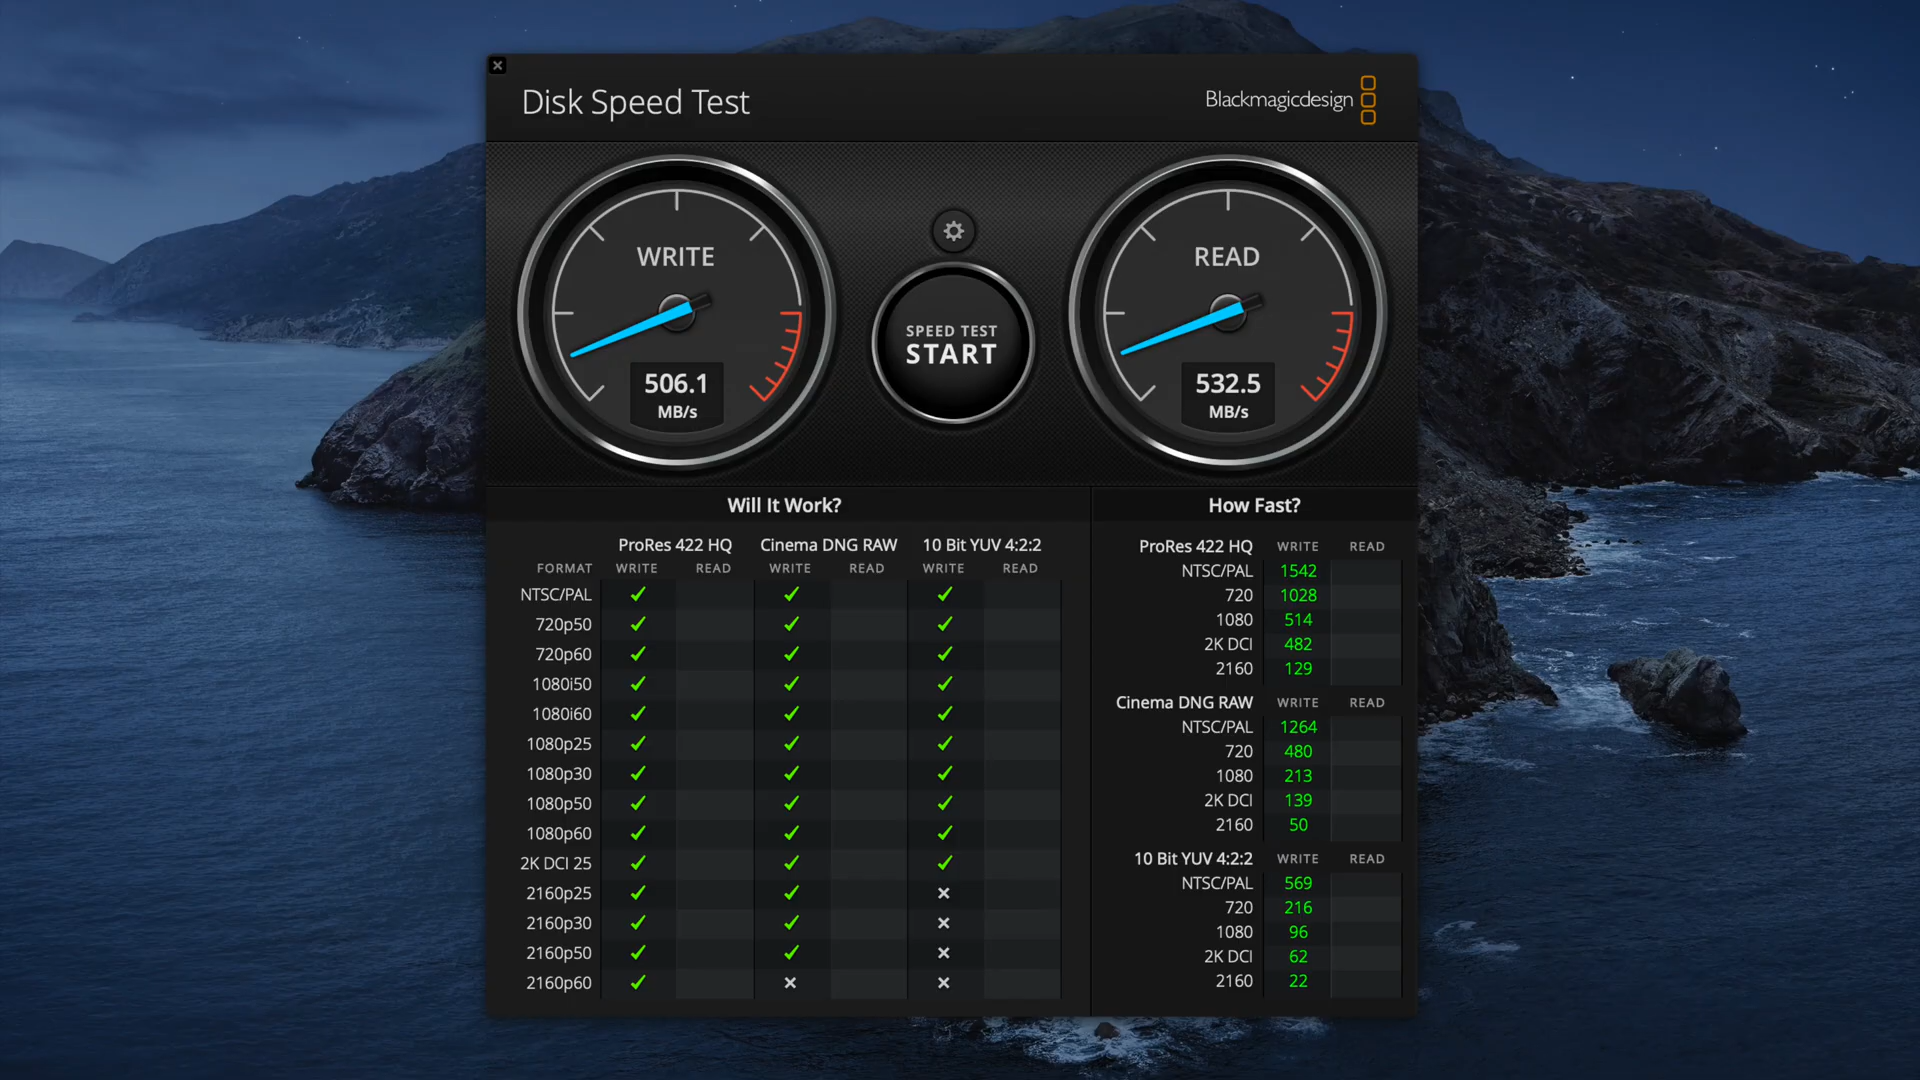 Disk Speed Test
Blackmagicdesign
WRITE
506.1
MB/s
SPEED TEST
START
READ
532.5
MB/s
Will It Work?
ProRes 422 HQ Cinema DNG RAW 10 Bit YUV 4:2:2
FORMAT WRITE READ WRITE READ WRITE READ
NTSC/PAL ✓ ✓ ✓
720p50 ✓ ✓ ✓
720p60 ✓ ✓ ✓
1080i50 ✓ ✓ ✓
1080i60 ✓ ✓ ✓
1080p25 ✓ ✓ ✓
1080p30 ✓ ✓ ✓
1080p50 ✓ ✓ ✓
1080p60 ✓ ✓ ✓
2K DCI 25 ✓ ✓ ✓
2160p25 ✓ ✓ ×
2160p30 ✓ ✓ ×
2160p50 ✓ ✓ ×
2160p60 ✓ × ×
How Fast?
ProRes 422 HQ WRITE READ
NTSC/PAL 1542
720 1028
1080 514
2K DCI 482
2160 129
Cinema DNG RAW WRITE READ
NTSC/PAL 1264
720 480
1080 213
2K DCI 139
2160 50
10 Bit YUV 4:2:2 WRITE READ
NTSC/PAL 569
720 216
1080 96
2K DCI 62
2160 22